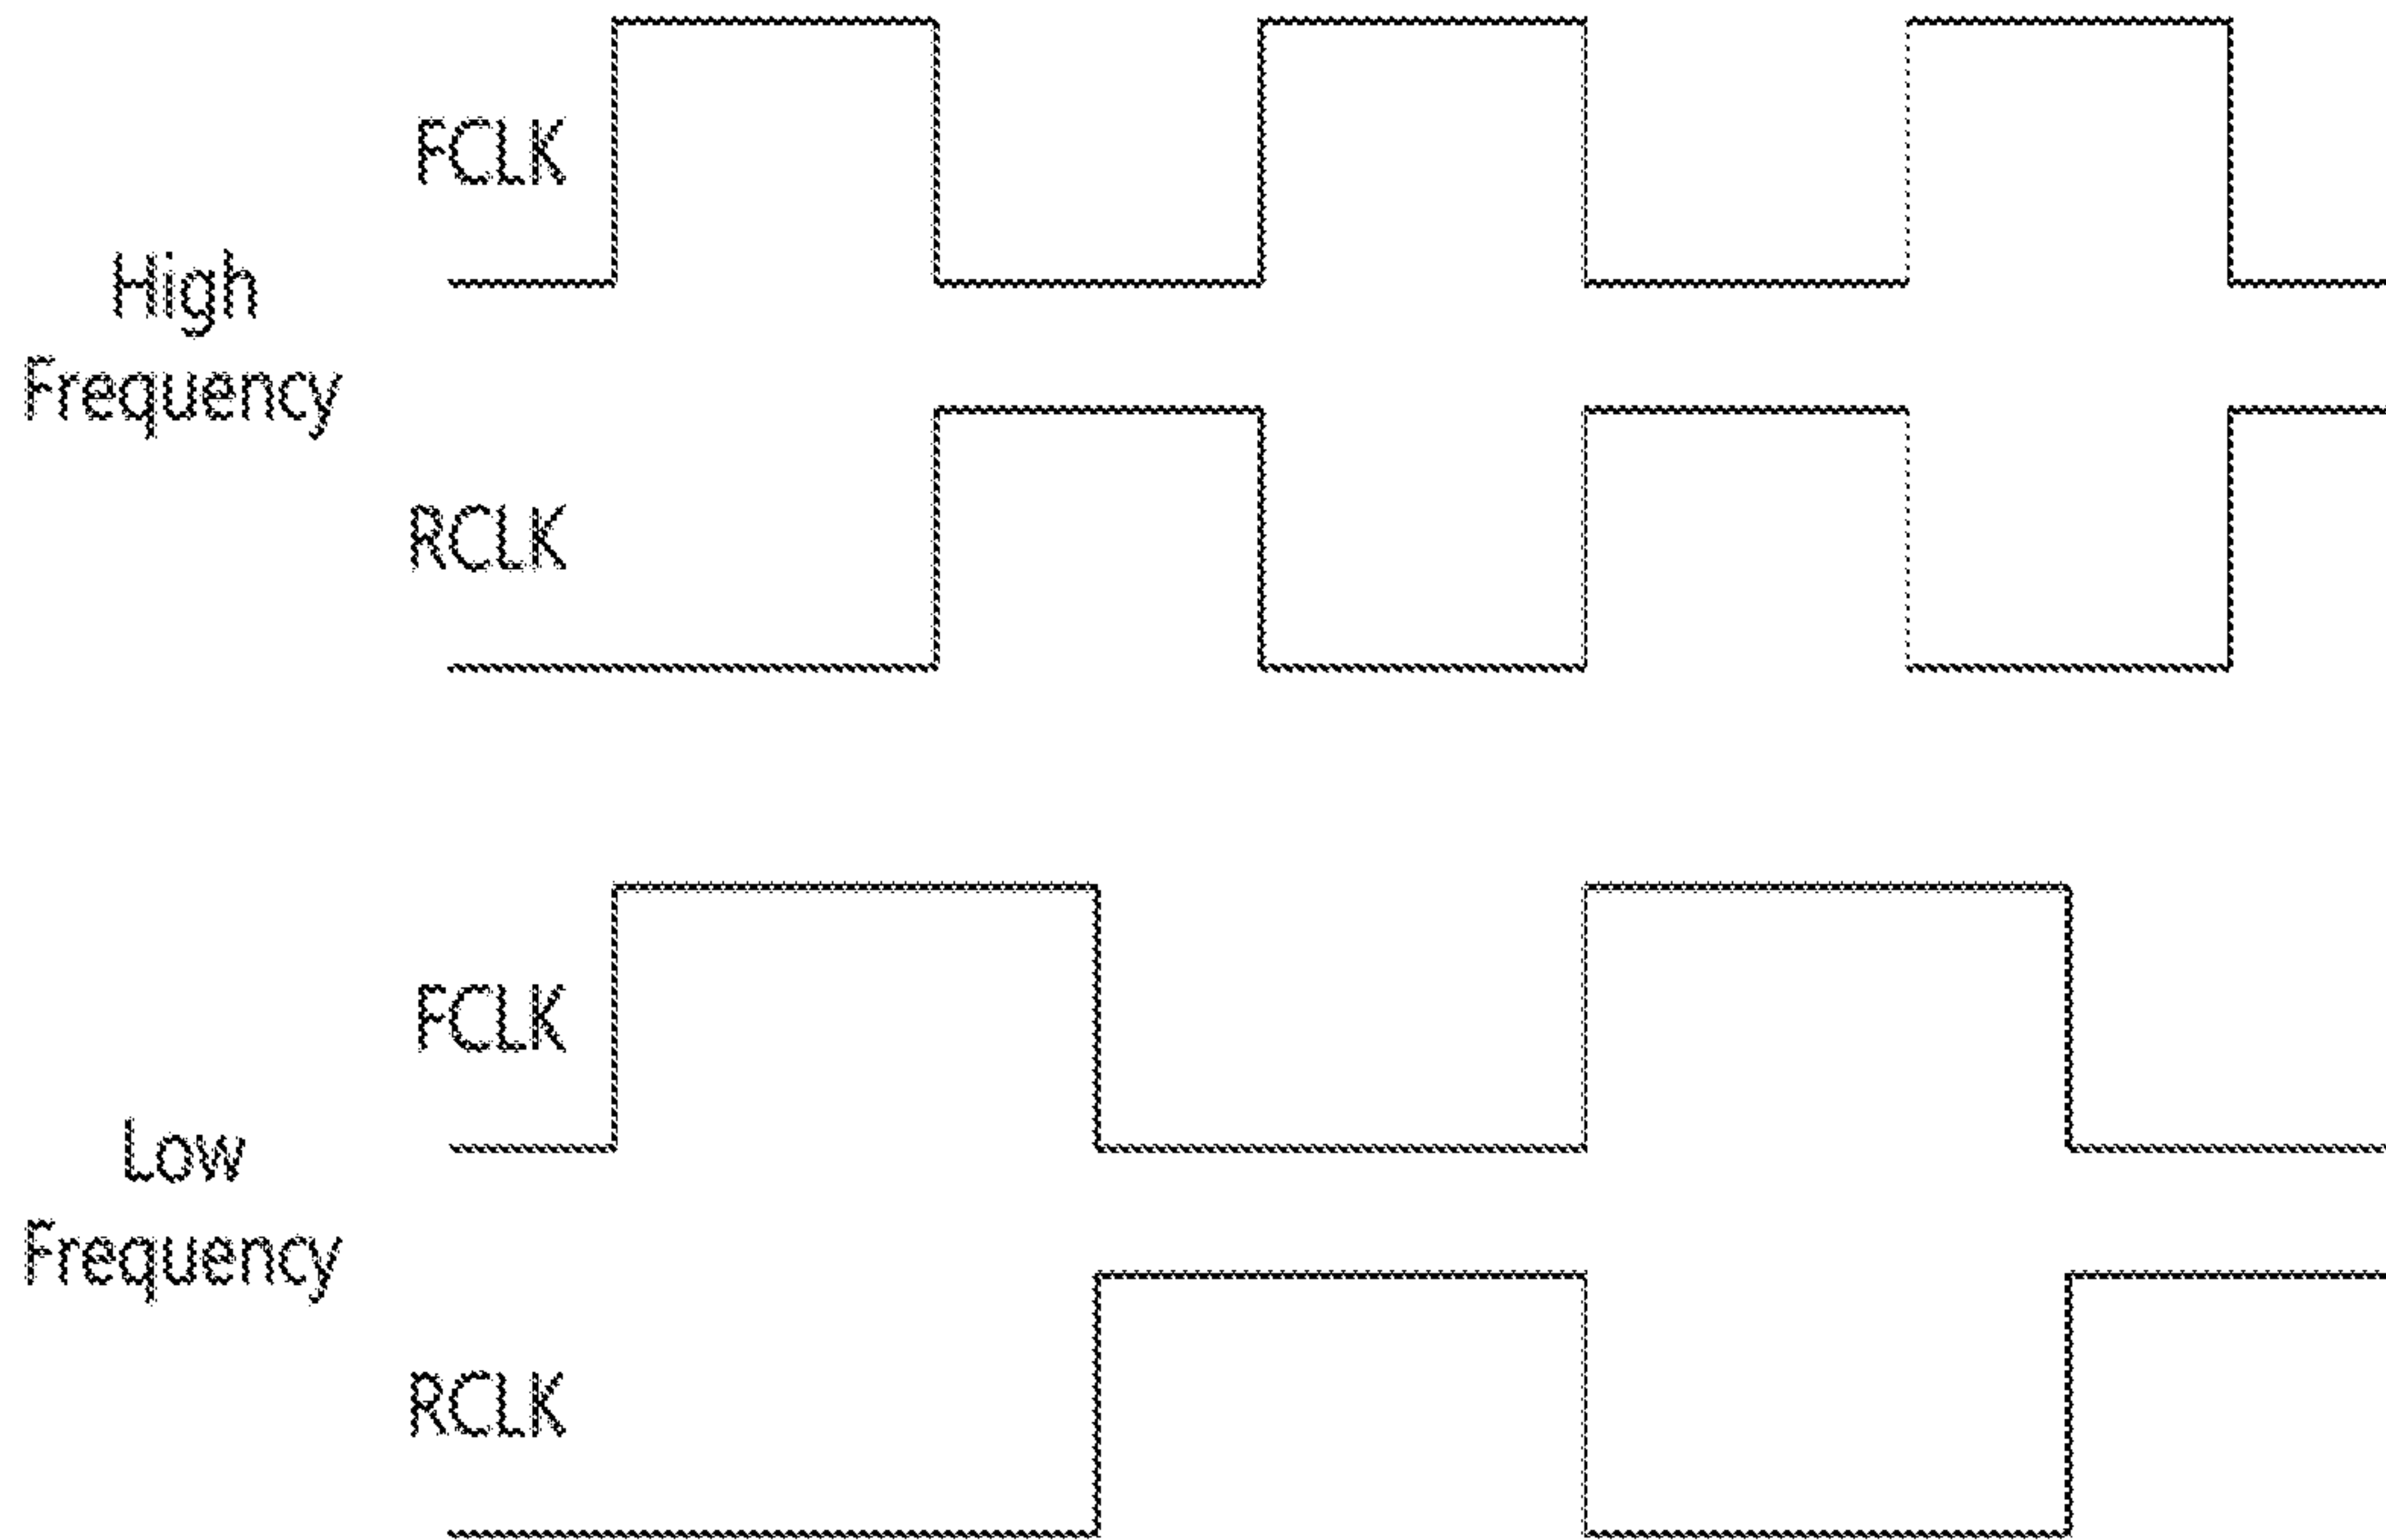 FCLK
High
Frequency
RCLK
FCLK
Low
Frequency
RCLK